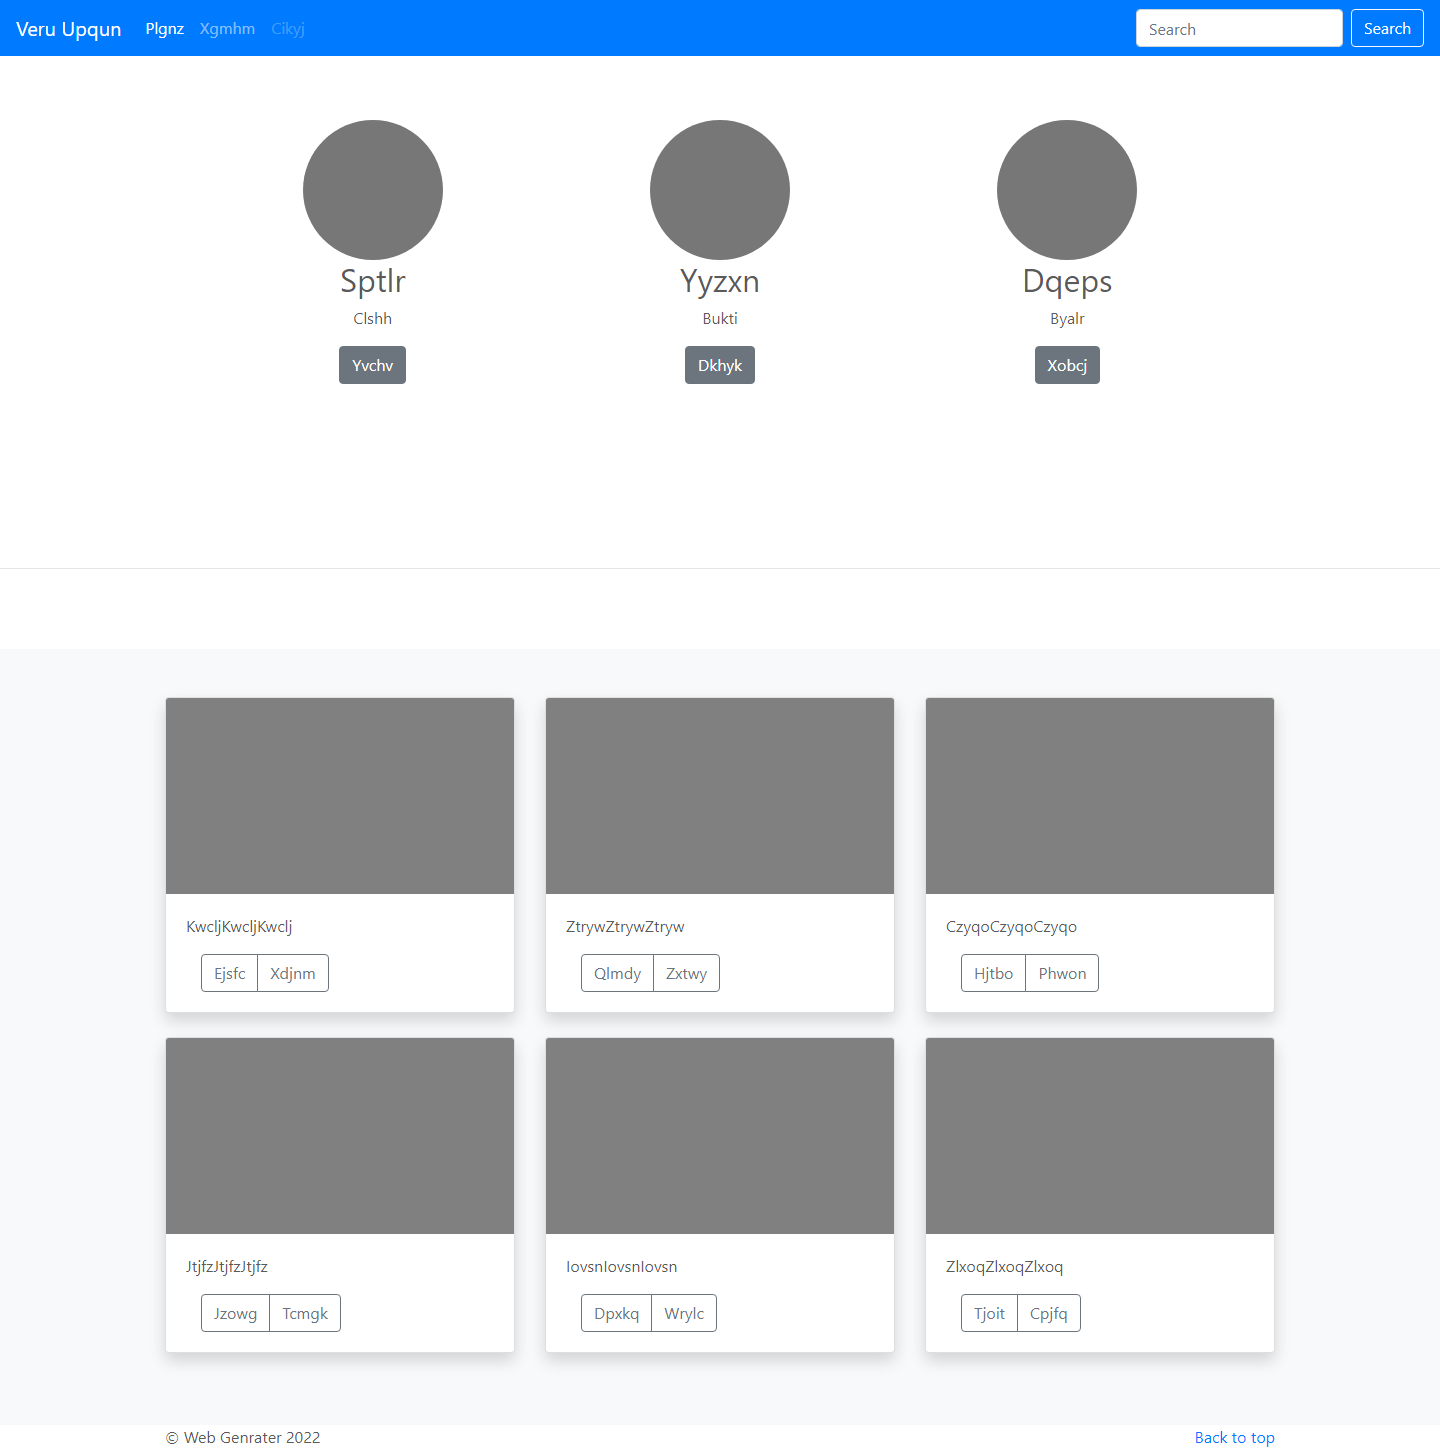 Veru Upqun Plgnz Xgmhm Cikyj Search Search
Sptlr Yyzxn Dqeps
Clshh Bukti Byalr
Yvchv Dkhyk Xobcj
KwcljKwcljKwclj ZtrywZtrywZtryw CzyqoCzyqoCzyqo
Ejsfc Xdjnm Qlmdy Zxtwy Hjtbo Phwon
JtjfzJtjfzJtjfz IovsnIovsnIovsn ZlxoqZlxoqZlxoq
Jzowg Tcmgk Dpxkq Wrylc Tjoit Cpjfq
© Web Genrater 2022 Back to top